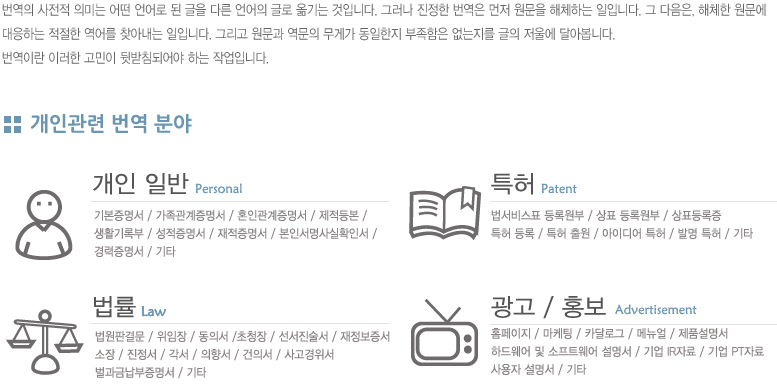 번역의 사전적 의미는 어떤 언어로 된 글을 다른 언어의 글로 옮기는 것입니다. 그러나 진정한 번역은 먼저 원문을 해체하는 일입니다. 그 다음은, 해체한 원문에
대응하는 적절한 역어를 찾아내는 일입니다. 그리고 원문과 역문의 무게가 동일한지 부족함은 없는지를 글의 저울에 달아봅니다.
번역이란 이러한 고민이 뒷받침되어야 하는 작업입니다.
개인관련 번역 분야
개인 일반 Personal
기본증명서 / 가족관계증명서 / 혼인관계증명서 / 제적등본 /
생활기록부 / 성적증명서 / 재적증명서 / 본인서명사실확인서 /
경력증명서 / 기타
특허 Patent
법서비스표 등록원부 / 상표 등록원부 / 상표등록증
특허 등록 / 특허 출원 / 아이디어 특허 / 발명 특허 / 기타
법률 Law
법원판결문 / 위임장 / 동의서 /초청장 / 선서진술서 / 재정보증서
소장 / 진정서 / 각서 / 의향서 / 건의서 / 사고경위서
벌과금납부증명서 / 기타
광고 / 홍보 Advertisement
홈페이지 / 마케팅 / 카달로그 / 메뉴얼 / 제품설명서
하드웨어 및 소프트웨어 설명서 / 기업 IR자료 / 기업 PT자료
사용자 설명서 / 기타